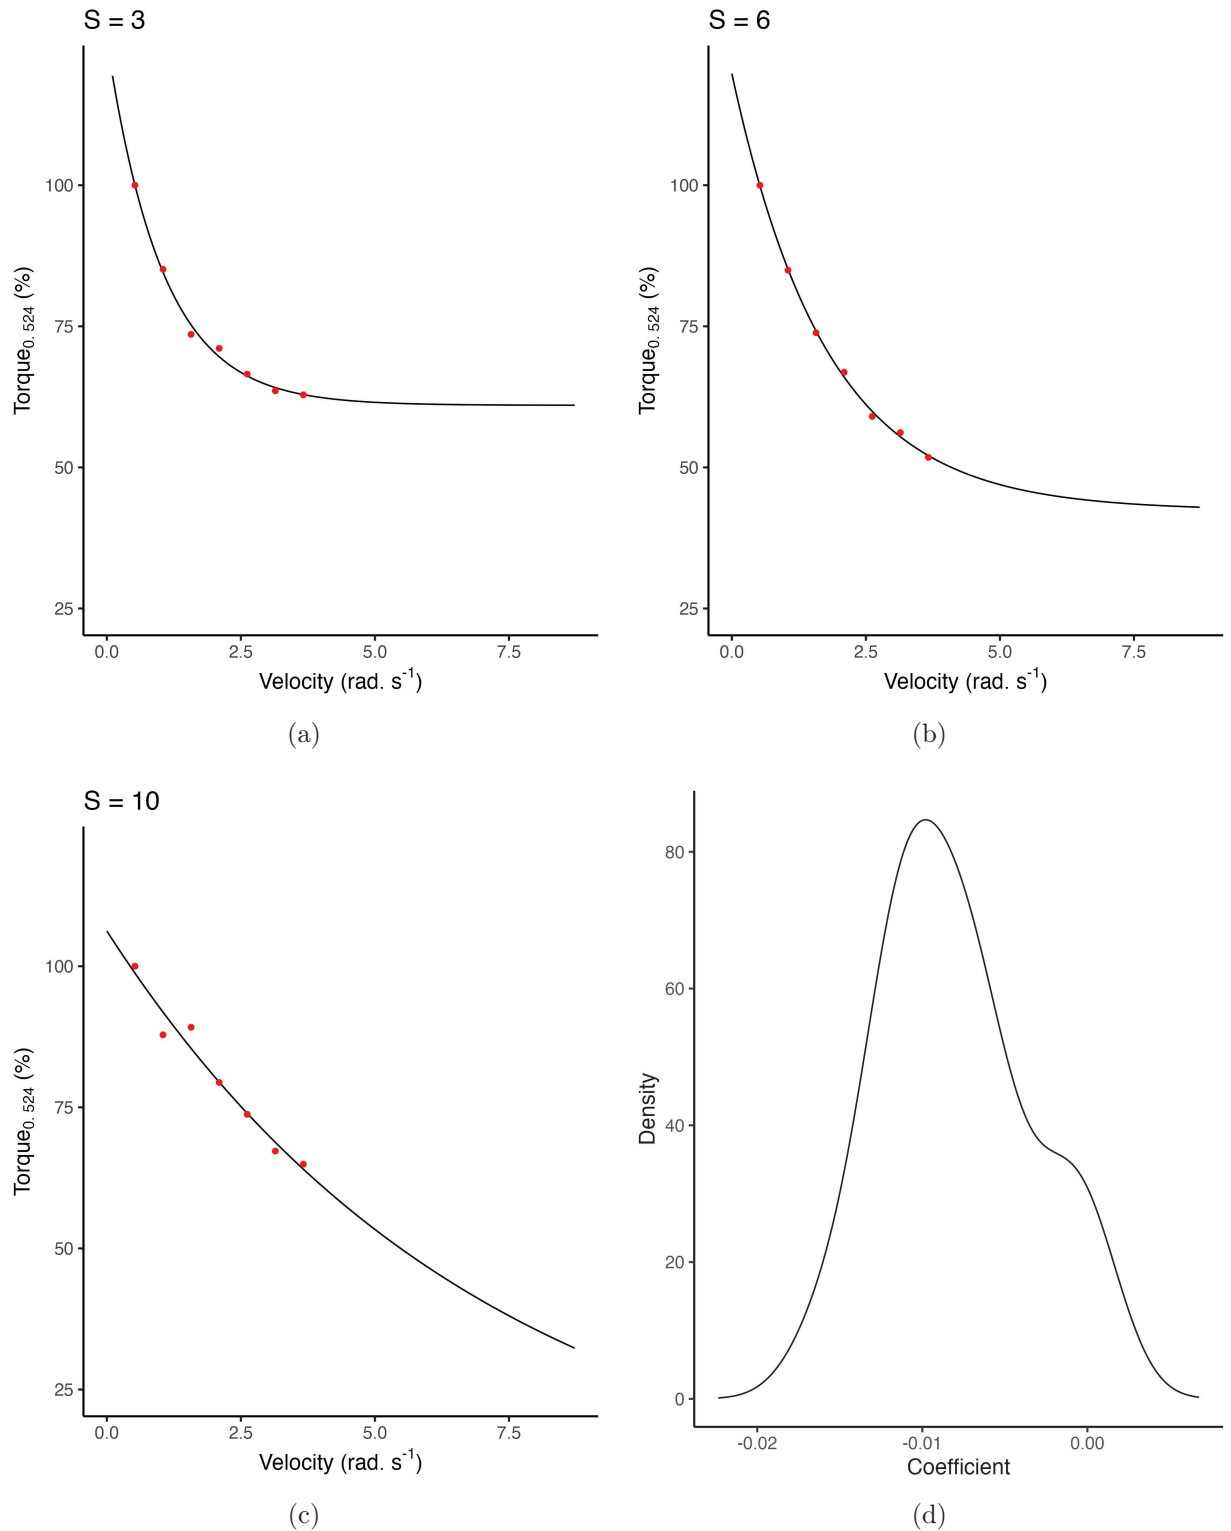 S = 3
100
75
50
25
Torque0. 524 (%)
0.0 2.5 5.0 7.5
Velocity (rad. s-1)
(a)
S = 6
100
75
50
25
Torque0. 524 (%)
0.0 2.5 5.0 7.5
Velocity (rad. s-1)
(b)
S = 10
100
75
50
25
Torque0. 524 (%)
0.0 2.5 5.0 7.5
Velocity (rad. s-1)
(c)
80
60
40
20
0
Density
-0.02 -0.01 0.00
Coefficient
(d)